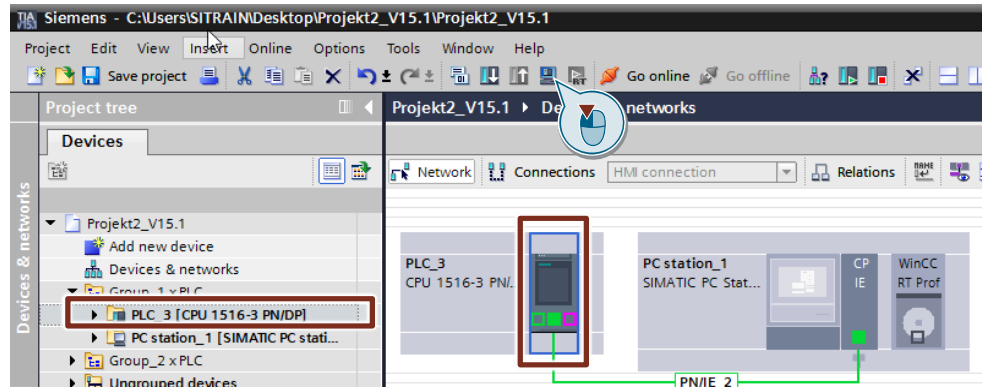 Siemens - C:\Users\SITRAIN\Desktop\Projekt2_V15.1\Projekt2_V15.1
Project Edit View Insert Online Options Tools Window Help
Save project Go online Go offline
Project tree
Projekt2_V15.1 networks
Devices
Network Connections HMI connection Relations
Devices & networks
Projekt2_V15.1
Add new device
Devices & networks
Group_1 x PLC
PLC_3 [CPU 1516-3 PN/DP]
PC station_1 [SIMATIC PC stati...
Group_2 x PLC
Ungrouped devices
PLC_3
CPU 1516-3 PN/.
PC station_1
SIMATIC PC Stat...
CP
IE
WinCC
RT Prof
PN/IE_2